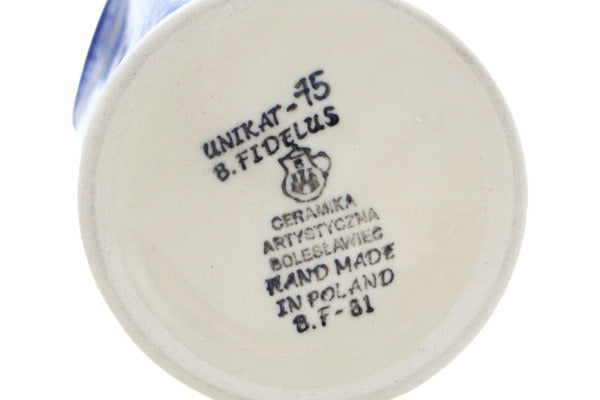 UNIKAT-75
B. FIDELUS
CERAMIKA
ARTYSTYCZNA
BOLESŁAWIEC
HAND MADE
IN POLAND
B.F-81